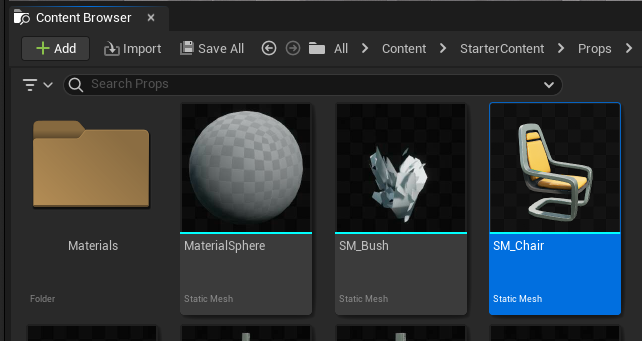 Content Browser
Add Import Save All All Content StarterContent Props
Search Props
Materials MaterialSphere SM_Bush SM_Chair
Folder Static Mesh Static Mesh Static Mesh